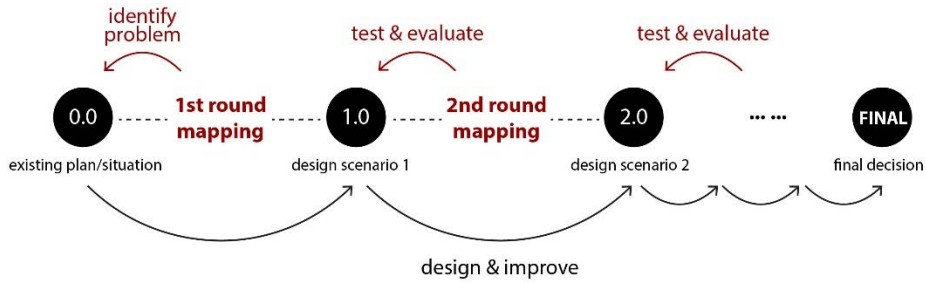 identify
problem
test & evaluate
test & evaluate
0.0
1st round
mapping
1.0
2nd round
mapping
2.0
... ...
FINAL
existing plan/situation
design scenario 1
design scenario 2
final decision
design & improve